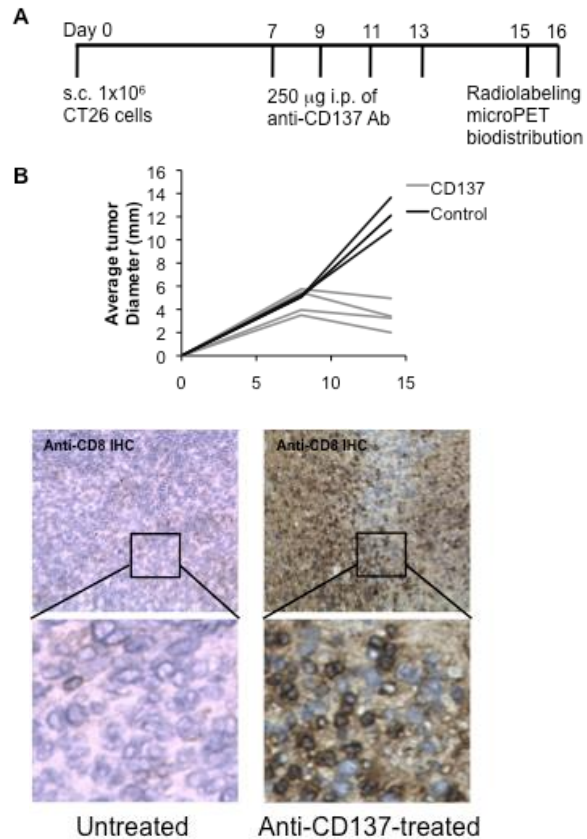 A
Day 0 7 9 11 13 15 16
s.c. 1x10⁶
CT26 cells
250 µg i.p. of
anti-CD137 Ab
Radiolabeling
microPET
biodistribution
B
Average tumor
Diameter (mm)
16
14
12
10
8
6
4
2
0
0 5 10 15
CD137
Control
Anti-CD8 IHC
Anti-CD8 IHC
Untreated
Anti-CD137-treated